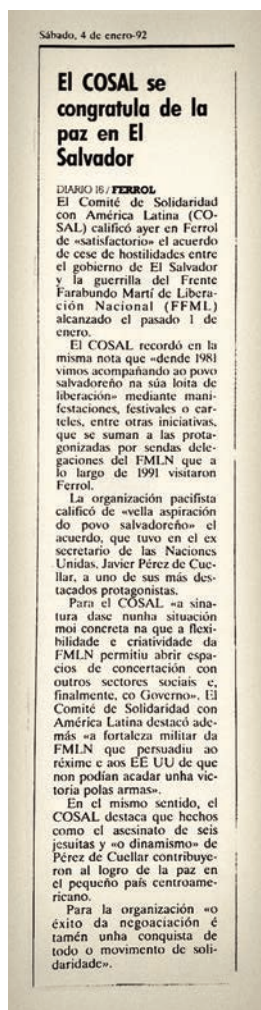 Sábado, 4 de enero-92
El COSAL se
congratula de la
paz en El
Salvador
DIARIO 16 / FERROL
El Comité de Solidaridad
con América Latina (CO-
SAL) calificó ayer en Ferrol
de «satisfactorio» el acuerdo
de cese de hostilidades entre
el gobierno de El Salvador
y la guerrilla del Frente
Farabundo Martí de Libera-
ción Nacional (FFML)
alcanzado el pasado 1 de
enero.
El COSAL recordó en la
misma nota que «dende 1981
vimos acompañando ao povo
salvadoreño na súa loita de
liberación» mediante mani-
festaciones, festivales o car-
teles, entre otras iniciativas,
que se suman a las prota-
gonizadas por sendas dele-
gaciones del FMLN que a
lo largo de 1991 visitaron
Ferrol.
La organización pacifista
calificó de «vella aspiración
do povo salvadoreño» el
acuerdo, que tuvo en el ex
secretario de las Naciones
Unidas, Javier Pérez de Cue-
llar, a uno de sus más des-
tacados protagonistas.
Para el COSAL «a sina-
tura dase nunha situación
moi concreta na que a flexi-
bilidade e criatividade da
FMLN permitiu abrir espa-
cios de concertación con
outros sectores sociais e,
finalmente, co Governo». El
Comité de Solidaridad con
América Latina destacó ade-
más «a fortaleza militar da
FMLN que persuadiu ao
réxime e aos EE UU de que
non podían acadar unha vic-
toria polas armas».
En el mismo sentido, el
COSAL destaca que hechos
como el asesinato de seis
jesuitas y «o dinamismo» de
Pérez de Cuellar contribuye-
ron al logro de la paz en
el pequeño país centroame-
ricano.
Para la organización «o
éxito da negoaciación é
tamén unha conquista de
todo o movimento de soli-
daridade».